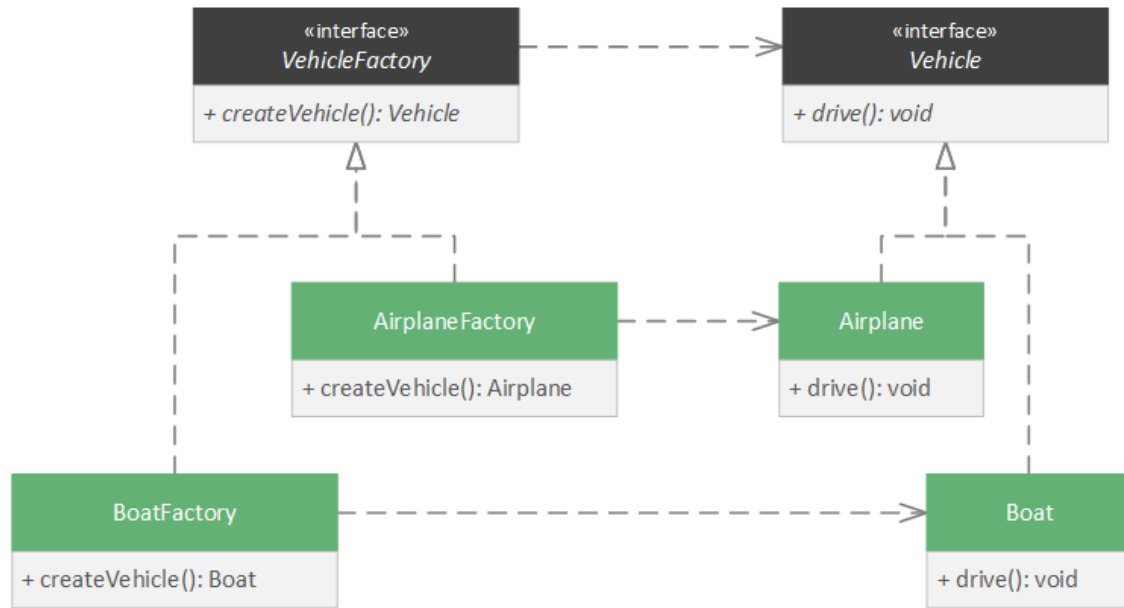 «interface»
VehicleFactory
+ createVehicle(): Vehicle
«interface»
Vehicle
+ drive(): void
AirplaneFactory
+ createVehicle(): Airplane
Airplane
+ drive(): void
BoatFactory
+ createVehicle(): Boat
Boat
+ drive(): void